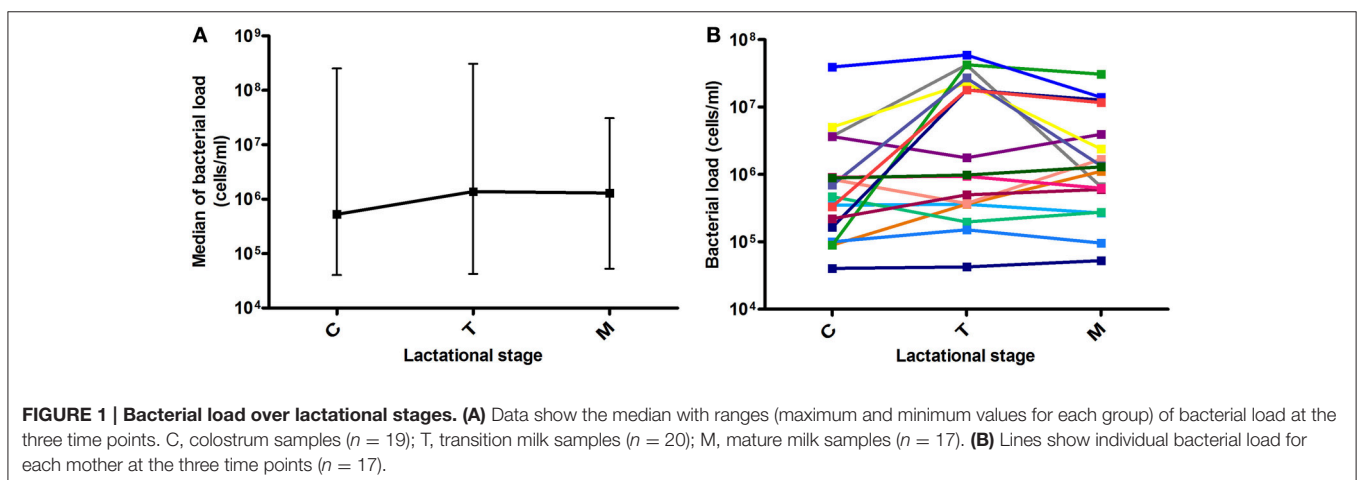 A
Median of bacterial load
(cells/ml)
10⁹
10⁸
10⁷
10⁶
10⁵
10⁴
C
T
M
Lactational stage
B
Bacterial load (cells/ml)
10⁸
10⁷
10⁶
10⁵
10⁴
C
T
M
Lactational stage
FIGURE 1 | Bacterial load over lactational stages. (A) Data show the median with ranges (maximum and minimum values for each group) of bacterial load at the
three time points. C, colostrum samples (n = 19); T, transition milk samples (n = 20); M, mature milk samples (n = 17). (B) Lines show individual bacterial load for
each mother at the three time points (n = 17).